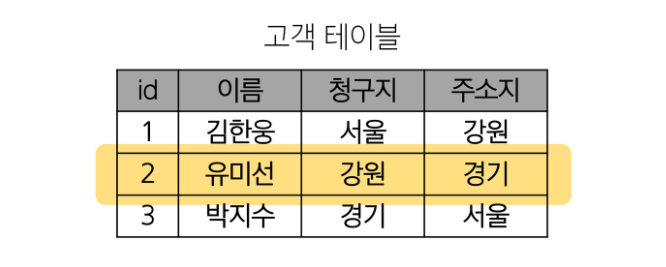 고객 테이블
id 이름 청구지 주소지
1 김한웅 서울 강원
2 유미선 강원 경기
3 박지수 경기 서울